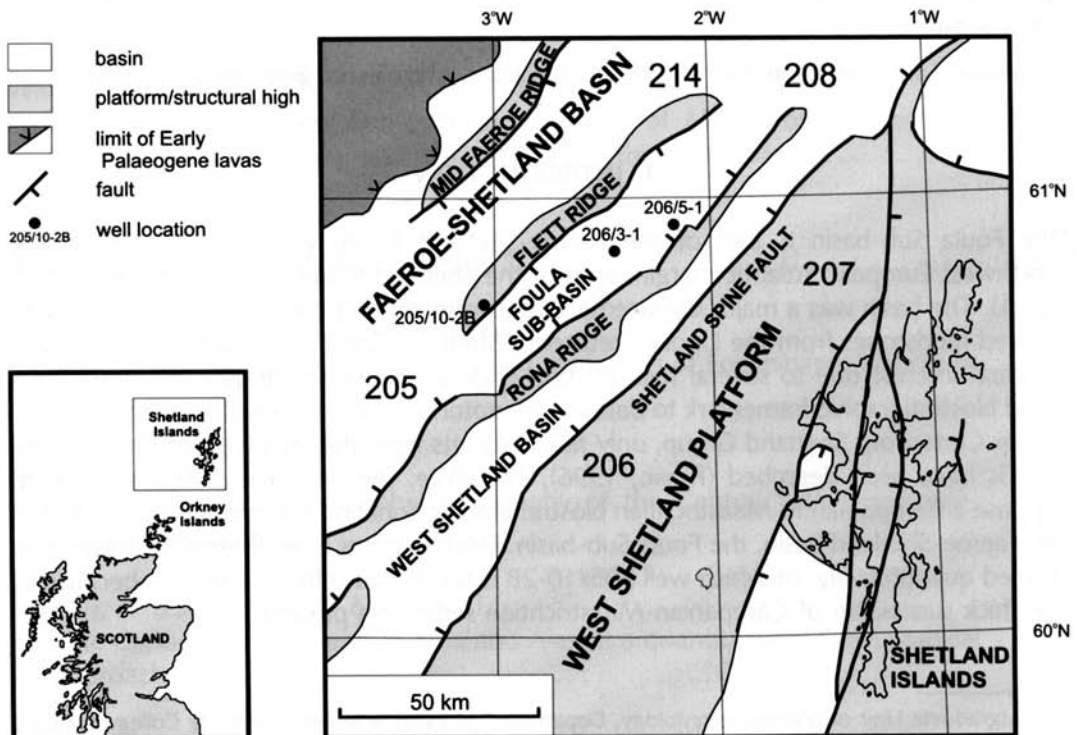 3°W
2°W
1°W
basin
platform/structural high
limit of Early
Palaeogene lavas
fault
205/10-2B
well location
MID FAEROE RIDGE
FAEROE-SHETLAND BASIN
214
208
61°N
FLETT RIDGE
206/5-1
206/3-1
FOULA
SUB-BASIN
205/10-2B
207
SHETLAND SPINE FAULT
RONA RIDGE
205
WEST SHETLAND BASIN
206
WEST SHETLAND PLATFORM
60°N
SHETLAND
ISLANDS
50 km
Shetland
Islands
Orkney
Islands
SCOTLAND